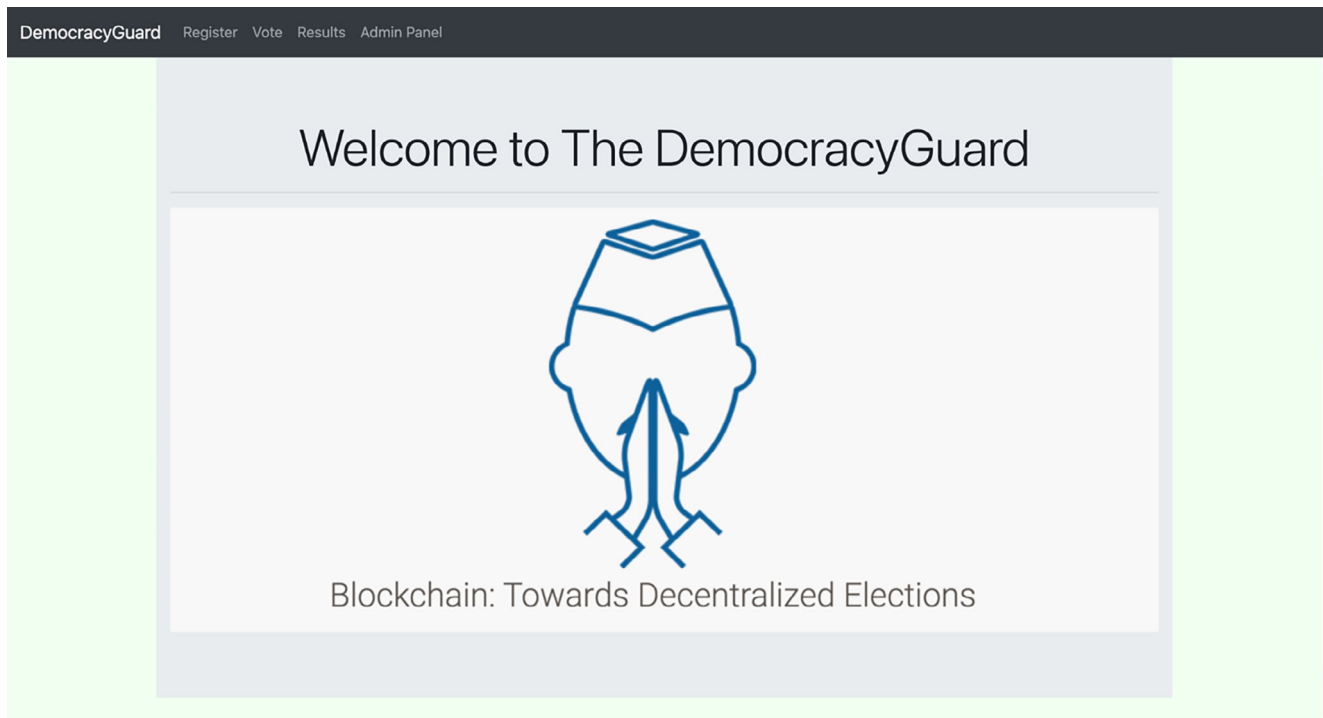 DemocracyGuard Register Vote Results Admin Panel
Welcome to The DemocracyGuard
Blockchain: Towards Decentralized Elections